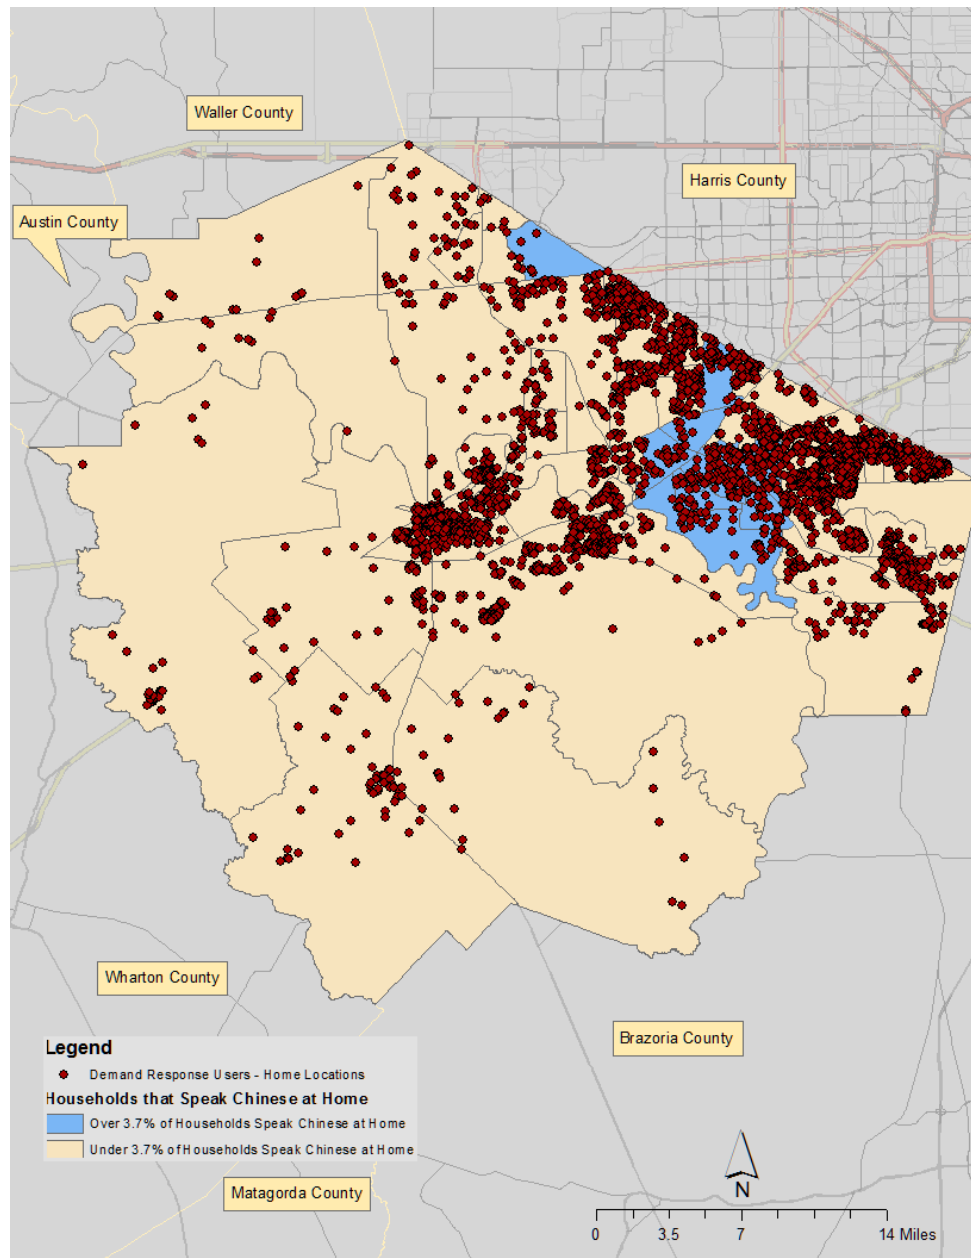 Waller County
Harris County
Austin County
Wharton County
Brazoria County
Legend
Demand Response Users - Home Locations
Households that Speak Chinese at Home
Over 3.7% of Households Speak Chinese at Home
Under 3.7% of Households Speak Chinese at Home
Matagorda County
N
0 3.5 7 14 Miles